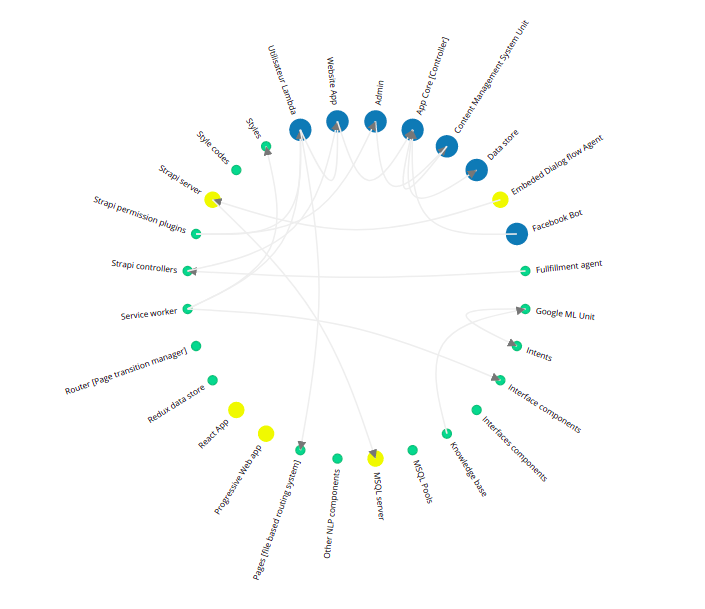 Utilisateur Lambda
Website App
Admin
App Core [Controller]
Content Management System Unit
Data store
Embeded Dialog flow Agent
Facebook Bot
Fullfillment agent
Google ML Unit
Intents
Interface components
Interfaces components
Knowledge base
MSQL Pools
MSQL server
Other NLP components
Pages [file based routing system]
Progressive Web app
React App
Redux data store
Router [Page transition manager]
Service worker
Strapi controllers
Strapi permission plugins
Strapi server
Style codes
Styles